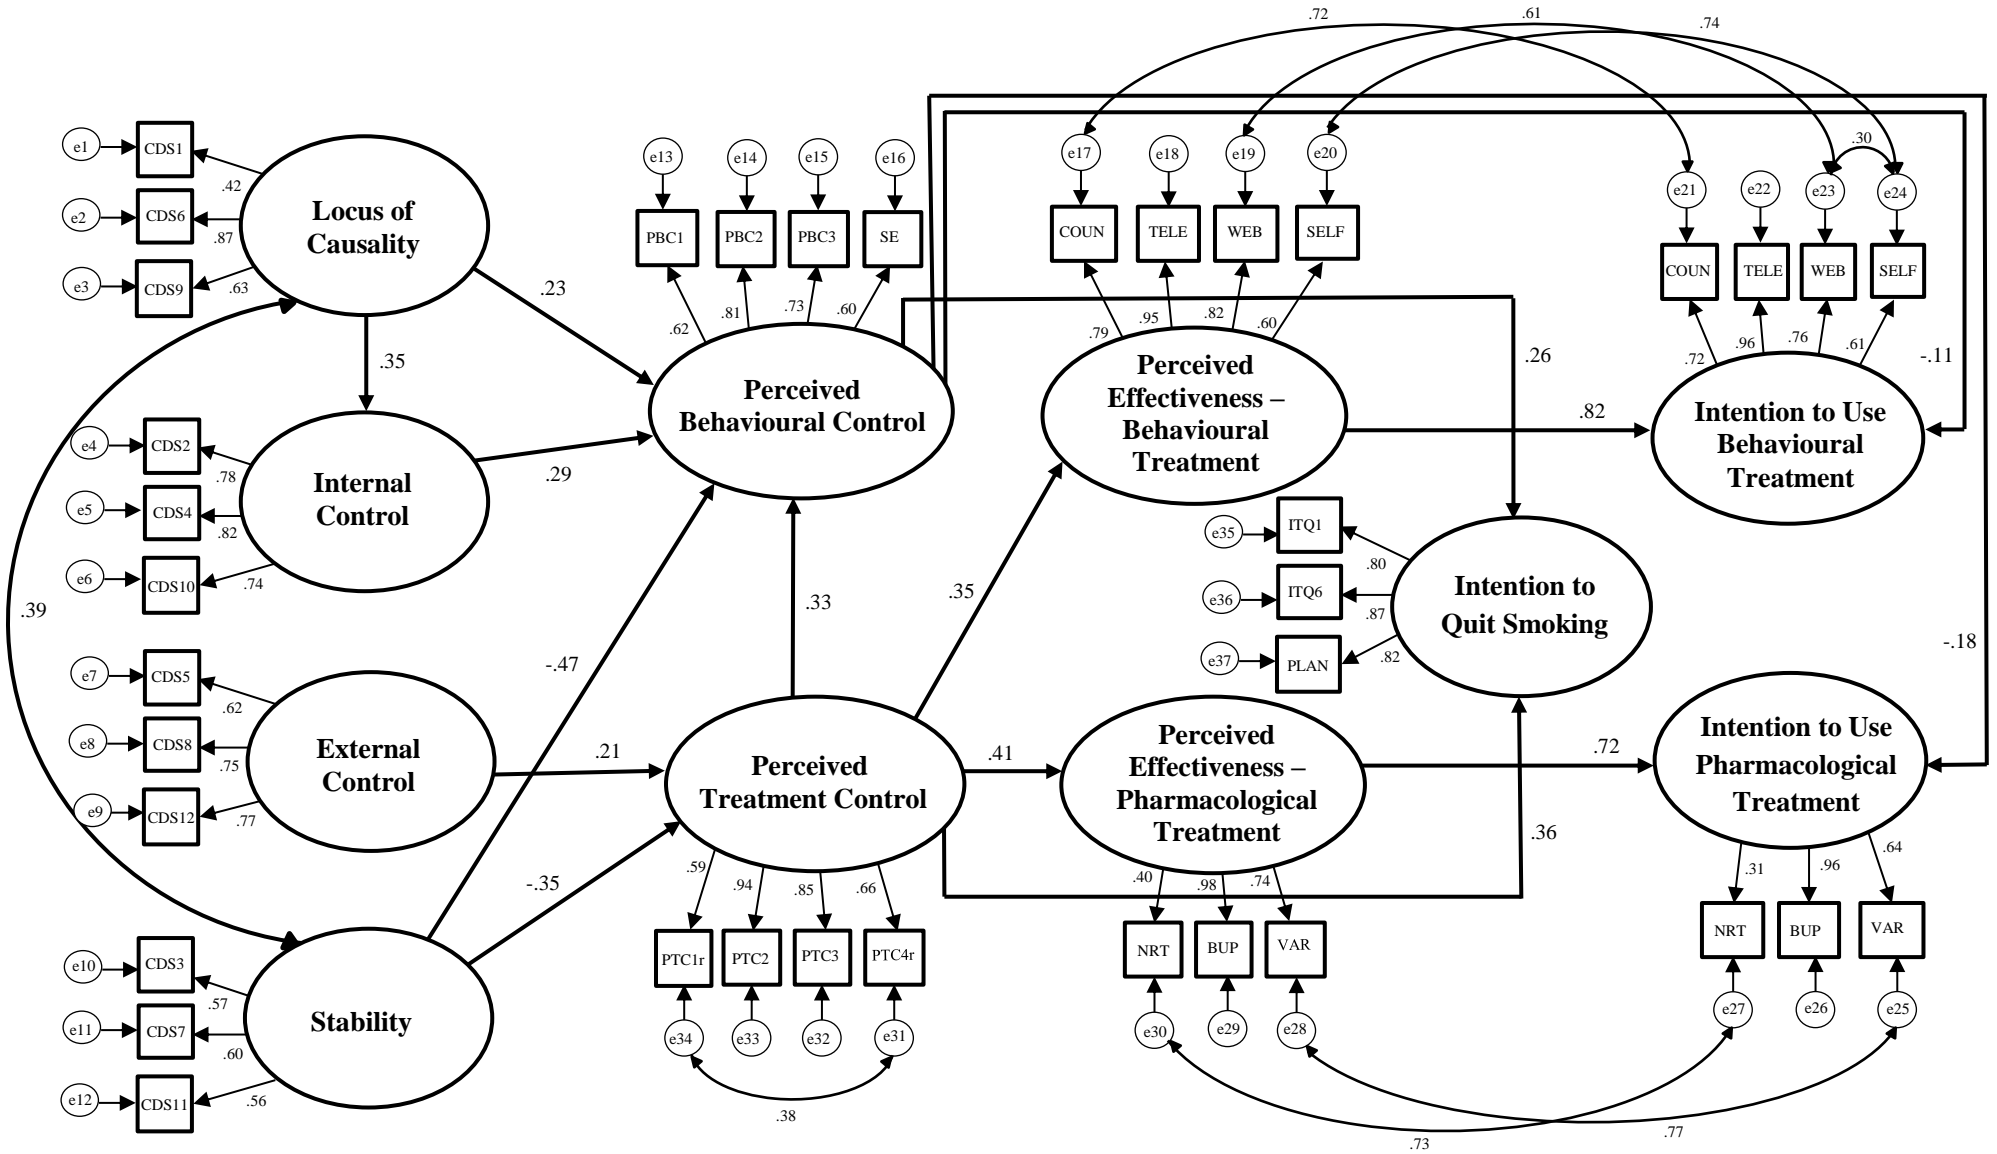 .72
.61
.74
e1
CDS1
.42
e2
CDS6
.87
e3
CDS9
.63
Locus of
Causality
.23
.35
.39
e4
CDS2
.78
e5
CDS4
.82
e6
CDS10
.74
Internal
Control
.29
e7
CDS5
.62
e8
CDS8
.75
e9
CDS12
.77
External
Control
.21
-.47
-.35
e10
CDS3
.57
e11
CDS7
.60
e12
CDS11
.56
Stability
e13
e14
e15
e16
PBC1
PBC2
PBC3
SE
.62
.81
.73
.60
Perceived
Behavioural Control
.33
.35
.41
Perceived
Treatment Control
.59
.94
.85
.66
PTC1r
PTC2
PTC3
PTC4r
e34
e33
e32
e31
.38
e17
e18
e19
e20
COUN
TELE
WEB
SELF
.79
.95
.82
.60
Perceived
Effectiveness –
Behavioural
Treatment
.82
.26
e35
ITQ1
.80
e36
ITQ6
.87
e37
PLAN
.82
Intention to
Quit Smoking
.36
Perceived
Effectiveness –
Pharmacological
Treatment
.72
.40
.98
.74
NRT
BUP
VAR
e30
e29
e28
.30
e21
e22
e23
e24
COUN
TELE
WEB
SELF
.72
.96
.76
.61
-.11
Intention to Use
Behavioural
Treatment
-.18
Intention to Use
Pharmacological
Treatment
.31
.96
.64
NRT
BUP
VAR
e27
e26
e25
.73
.77